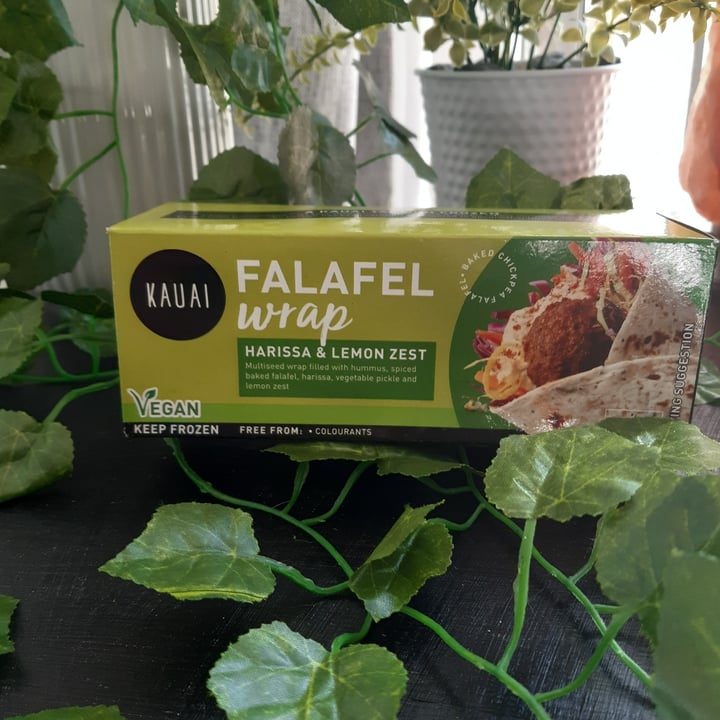 KAUAI
FALAFEL
wrap
HARISSA & LEMON ZEST
Multiseed wrap filled with hummus, spiced
baked falafel, harissa, vegetable pickle and
lemon zest
• BAKED CHICKPEA FALAFEL
VEGAN
KEEP FROZEN FREE FROM: • COLOURANTS
SUGGESTION